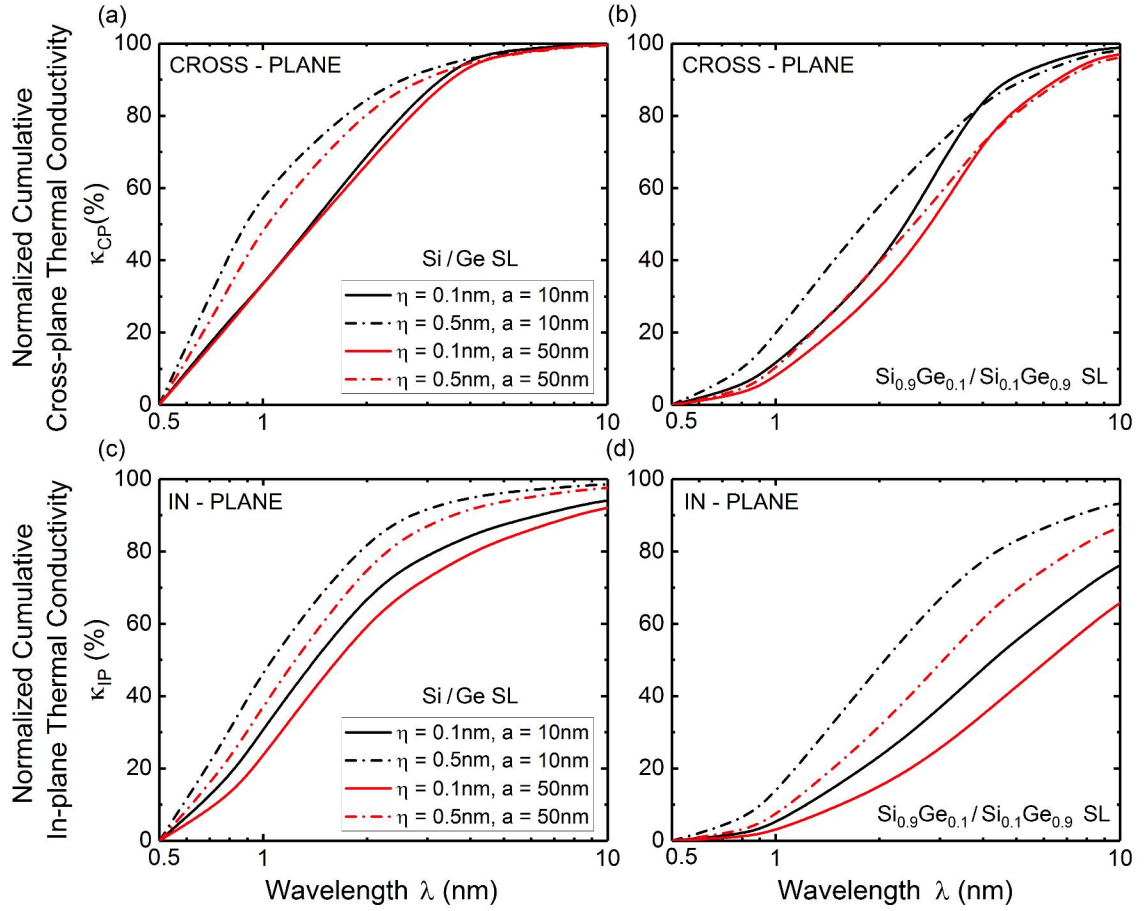 (a)
(b)
Normalized Cumulative
Cross-plane Thermal Conductivity
κCP(%)
100
80
60
40
20
0
CROSS - PLANE
Si/Ge SL
η = 0.1nm, a = 10nm
η = 0.5nm, a = 10nm
η = 0.1nm, a = 50nm
η = 0.5nm, a = 50nm
0.5 1 10
100
80
60
40
20
0
CROSS - PLANE
Si0.9Ge0.1/Si0.1Ge0.9 SL
0.5 1 10
(c)
(d)
Normalized Cumulative
In-plane Thermal Conductivity
κIP (%)
100
80
60
40
20
0
IN - PLANE
Si/Ge SL
η = 0.1nm, a = 10nm
η = 0.5nm, a = 10nm
η = 0.1nm, a = 50nm
η = 0.5nm, a = 50nm
0.5 1 10
Wavelength λ (nm)
100
80
60
40
20
0
IN - PLANE
Si0.9Ge0.1/Si0.1Ge0.9 SL
0.5 1 10
Wavelength λ (nm)